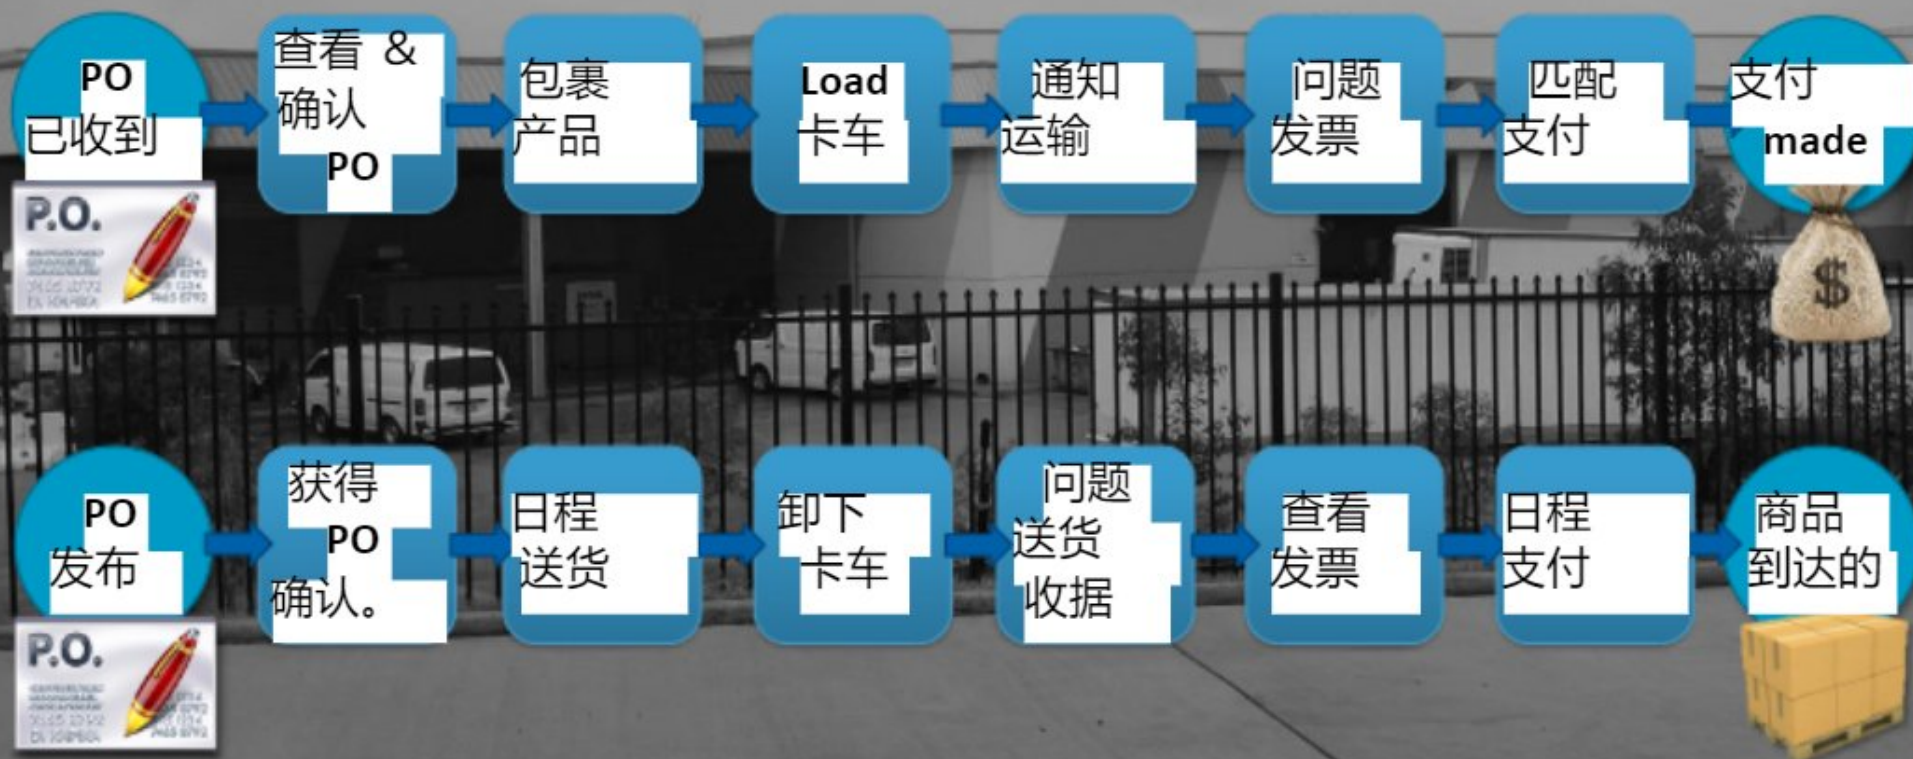 PO
已收到
查看 &
确认
PO
包裹
产品
Load
卡车
通知
运输
问题
发票
匹配
支付
支付
made
P.O.
$
PO
发布
获得
PO
确认。
日程
送货
卸下
卡车
问题
送货
收据
查看
发票
日程
支付
商品
到达的
P.O.